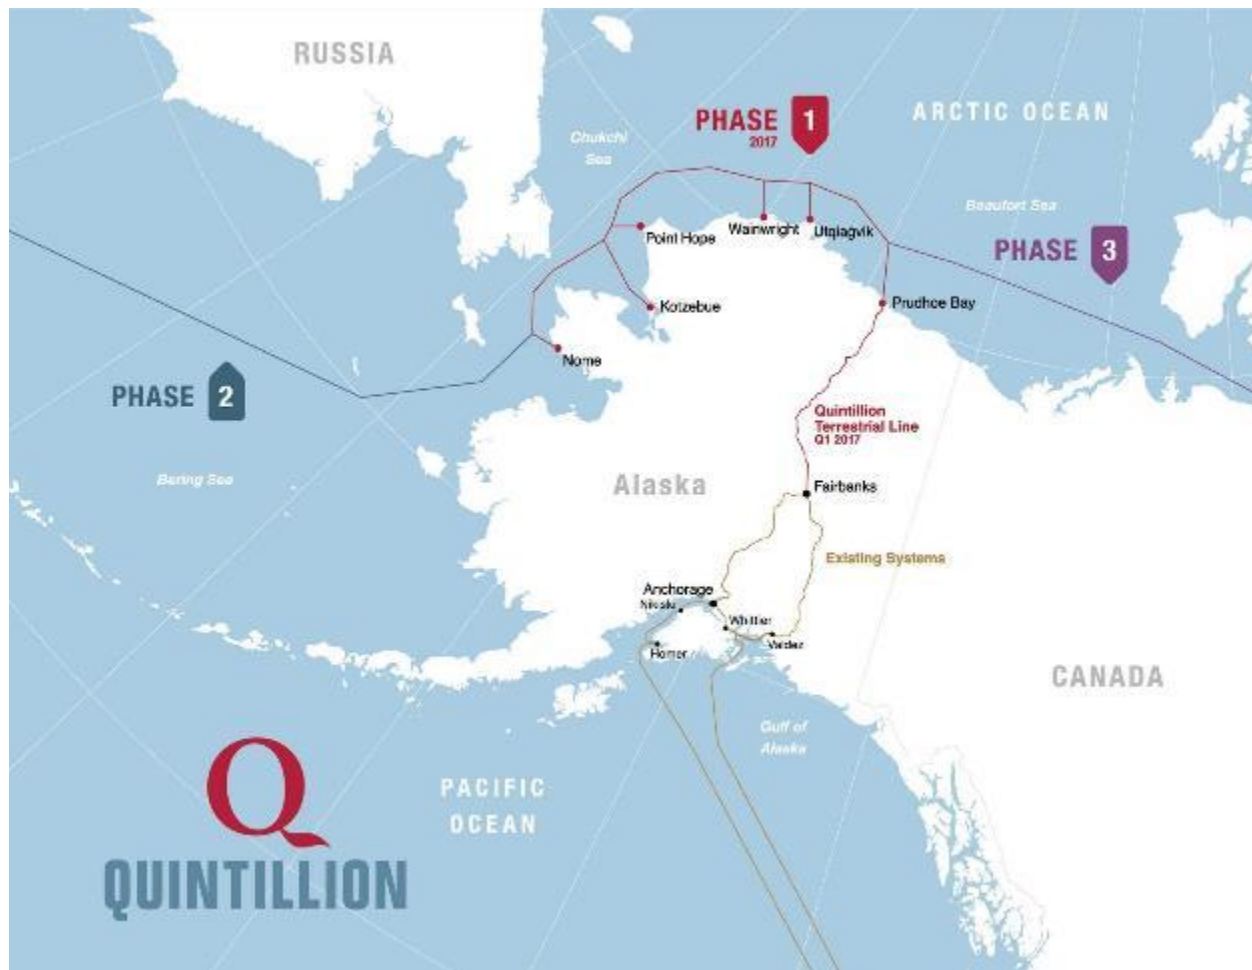 RUSSIA
PHASE 1
2017
ARCTIC OCEAN
Chukchi
Sea
Beaufort Sea
PHASE 3
Point Hope
Wainwright
Utqiaġvik
Kotzebue
Prudhoe Bay
Nome
PHASE 2
Quintillion
Terrestrial Line
Q1 2017
Bering Sea
Alaska
Fairbanks
Existing Systems
Anchorage
Nikiski
Whittier
Homer
Valdez
CANADA
Gulf of
Alaska
PACIFIC
OCEAN
Q
QUINTILLION